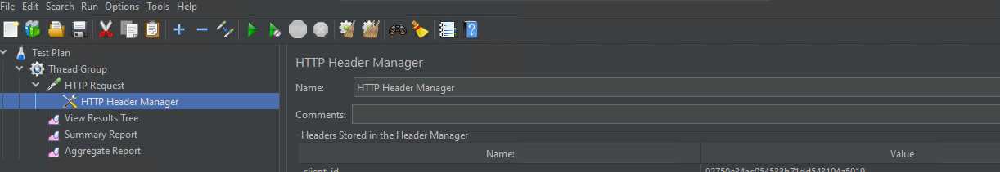 File Edit Search Run Options Tools Help
Test Plan
Thread Group
HTTP Request
HTTP Header Manager
View Results Tree
Summary Report
Aggregate Report
HTTP Header Manager
Name: HTTP Header Manager
Comments:
Headers Stored in the Header Manager
Name: Value
client_id